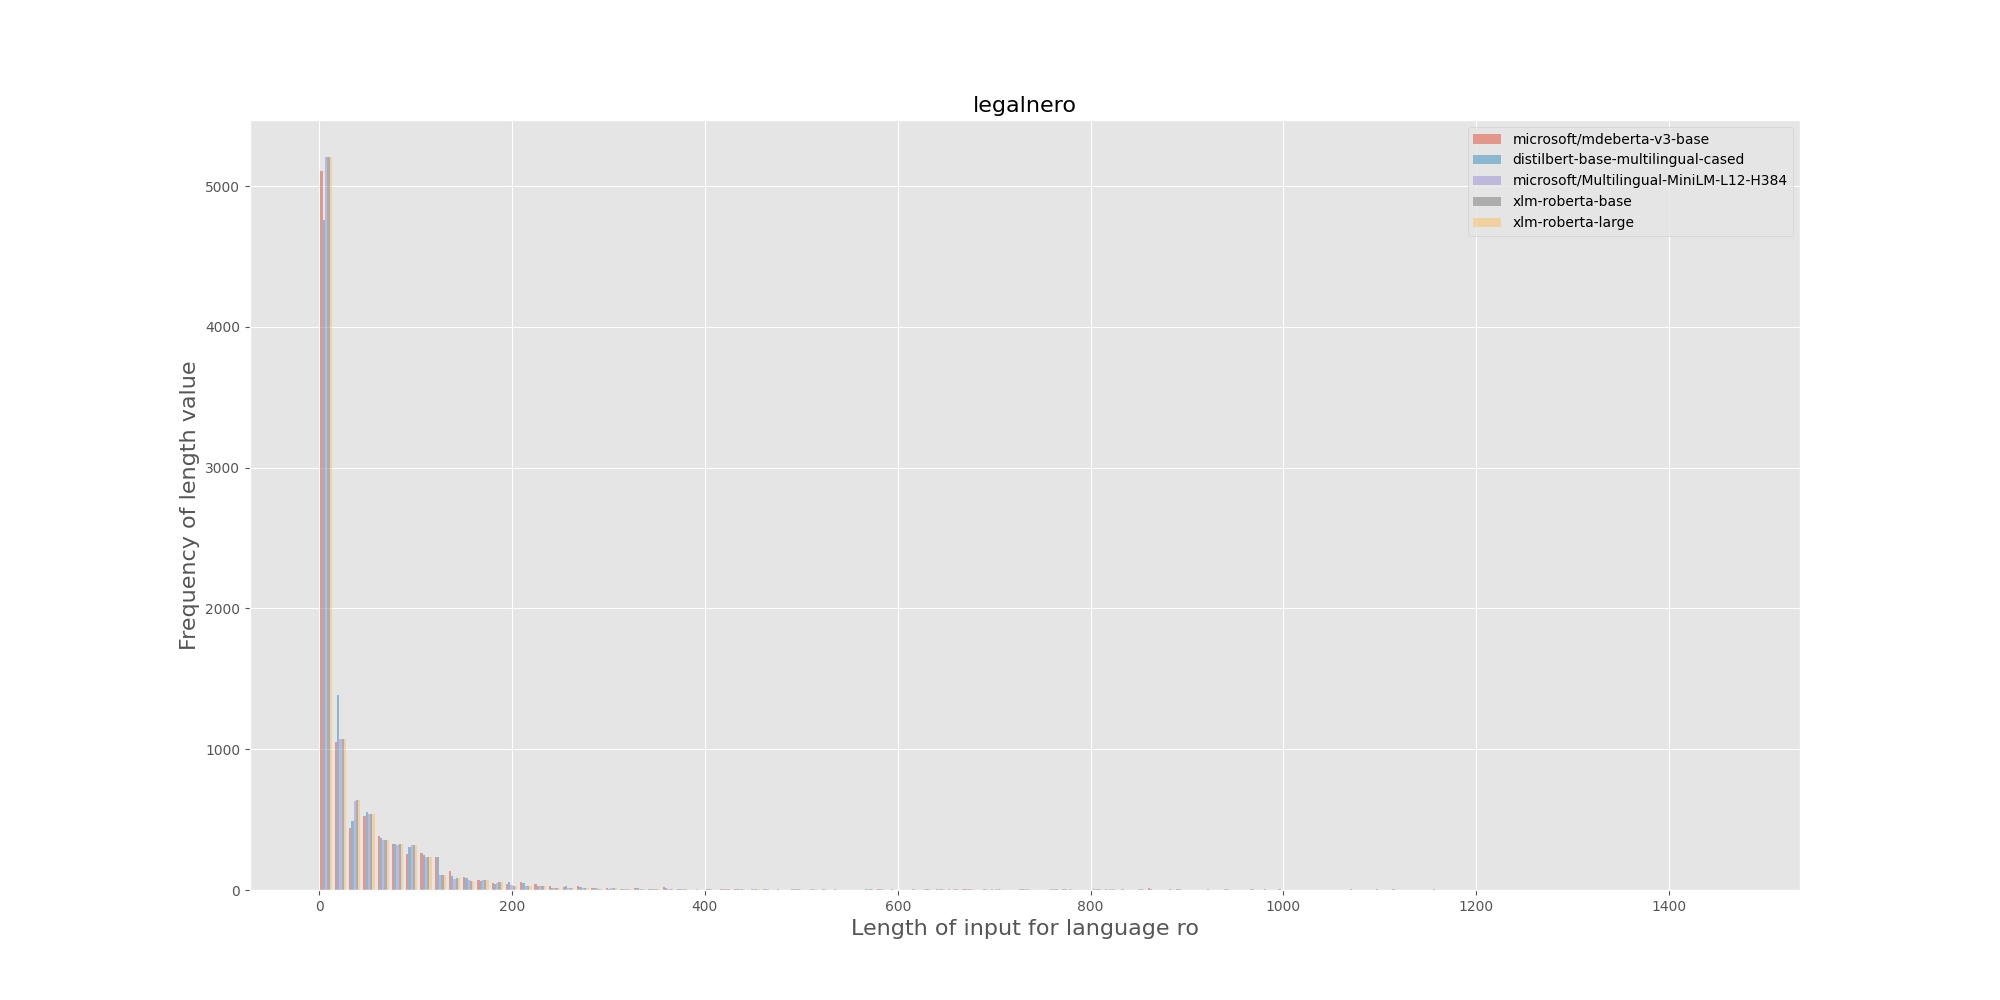 legalnero
microsoft/mdeberta-v3-base
distilbert-base-multilingual-cased
microsoft/Multilingual-MiniLM-L12-H384
xlm-roberta-base
xlm-roberta-large
Frequency of length value
5000
4000
3000
2000
1000
0
0 200 400 600 800 1000 1200 1400
Length of input for language ro